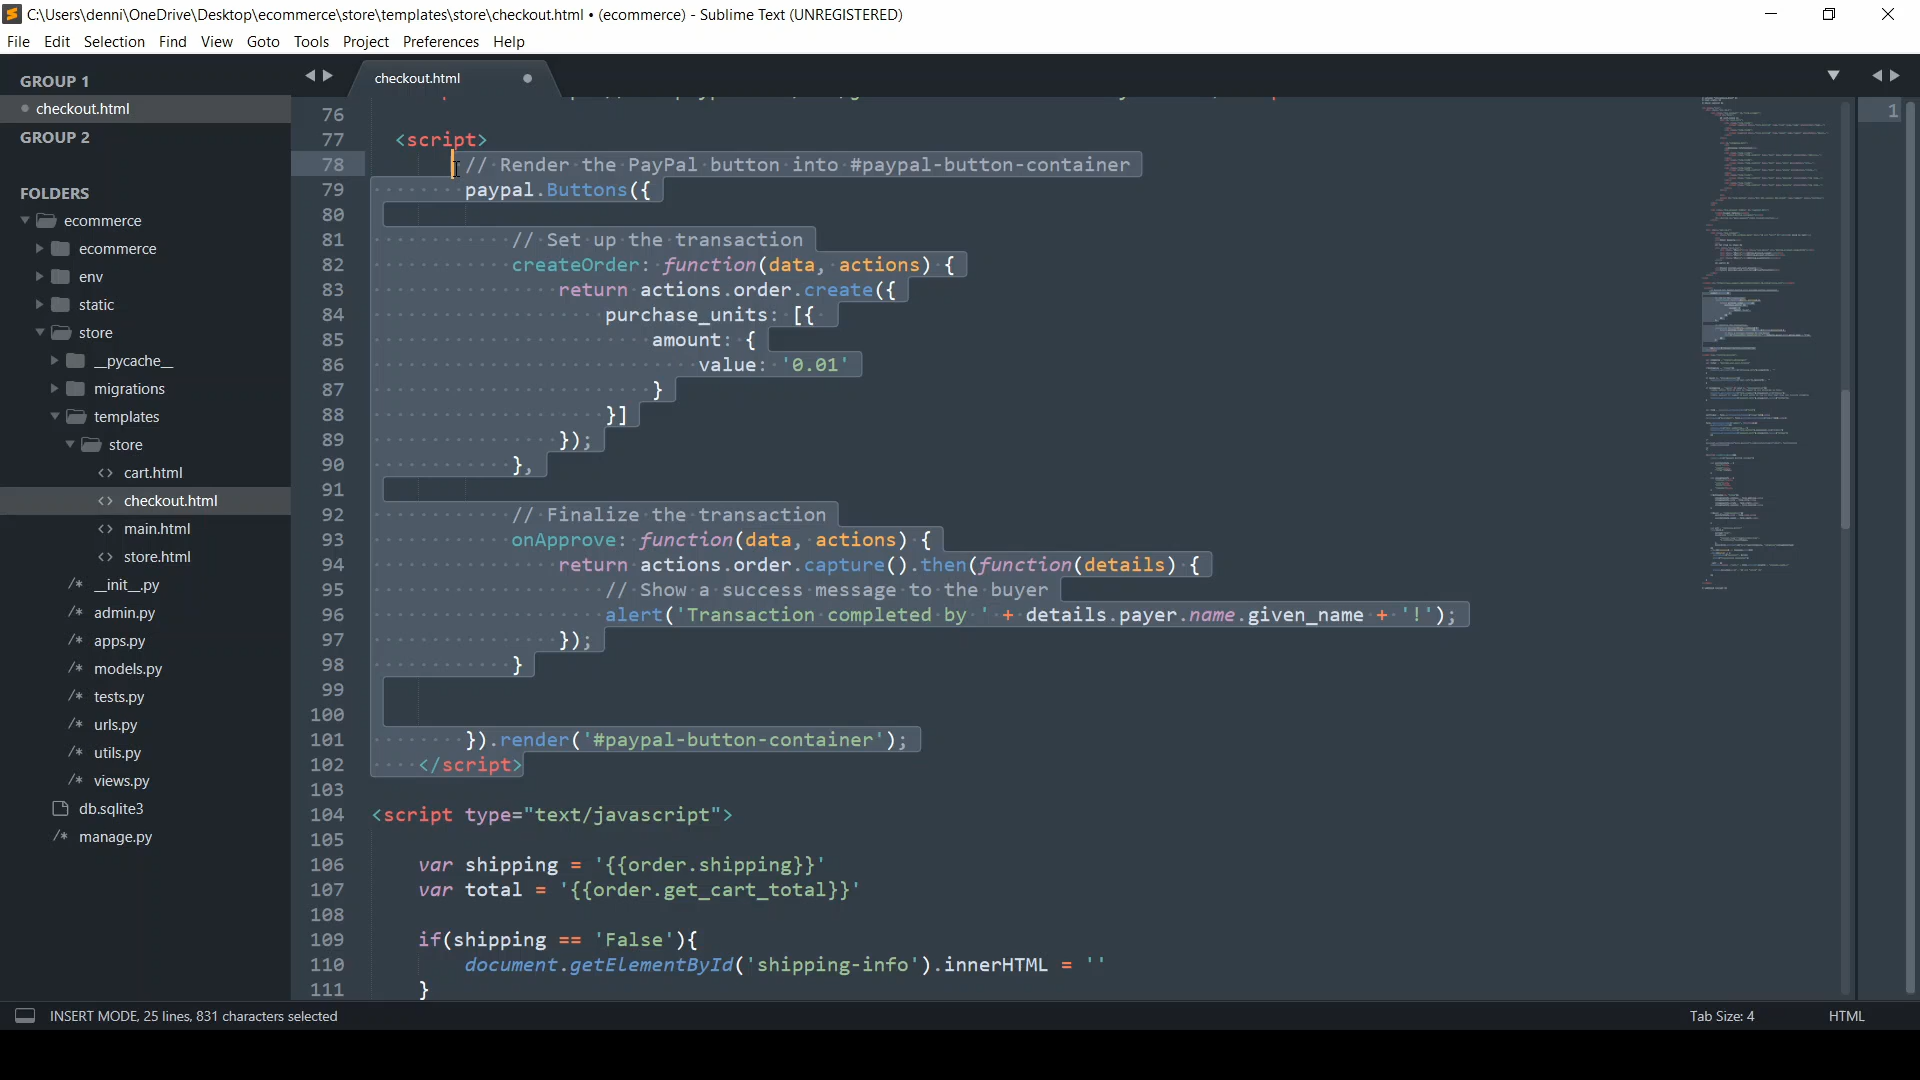 C:\Users\denni\OneDrive\Desktop\ecommerce\store\templates\store\checkout.html • (ecommerce) - Sublime Text (UNREGISTERED)
File Edit Selection Find View Goto Tools Project Preferences Help
GROUP 1
checkout.html
GROUP 2
FOLDERS
ecommerce
ecommerce
env
static
store
__pycache__
migrations
templates
store
<> cart.html
<> checkout.html
<> main.html
<> store.html
/* __init__.py
/* admin.py
/* apps.py
/* models.py
/* tests.py
/* urls.py
/* utils.py
/* views.py
db.sqlite3
/* manage.py
checkout.html
76
77 <script>
78 // Render the PayPal button into #paypal-button-container
79 paypal.Buttons({
80
81 // Set up the transaction
82 createOrder: function(data, actions) {
83 return actions.order.create({
84 purchase_units: [{
85 amount: {
86 value: '0.01'
87 }
88 }]
89 });
90 },
91
92 // Finalize the transaction
93 onApprove: function(data, actions) {
94 return actions.order.capture().then(function(details) {
95 // Show a success message to the buyer
96 alert('Transaction completed by ' + details.payer.name.given_name + '!');
97 });
98 }
99
100
101 }).render('#paypal-button-container');
102 </script>
103
104 <script type="text/javascript">
105
106 var shipping = '{{order.shipping}}'
107 var total = '{{order.get_cart_total}}'
108
109 if(shipping == 'False'){
110 document.getElementById('shipping-info').innerHTML = ''
111 }
1
INSERT MODE, 25 lines, 831 characters selected
Tab Size: 4
HTML